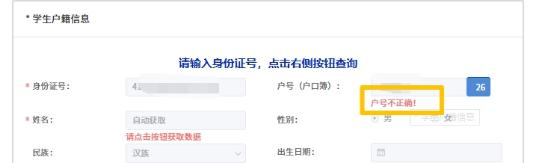 * 学生户籍信息
请输入身份证号，点击右侧按钮查询
* 身份证号：
户号（户口簿）：
26
户号不正确！
* 姓名：
自动获取
性别：
男
女
请点击按钮获取数据
民族：
汉族
出生日期：